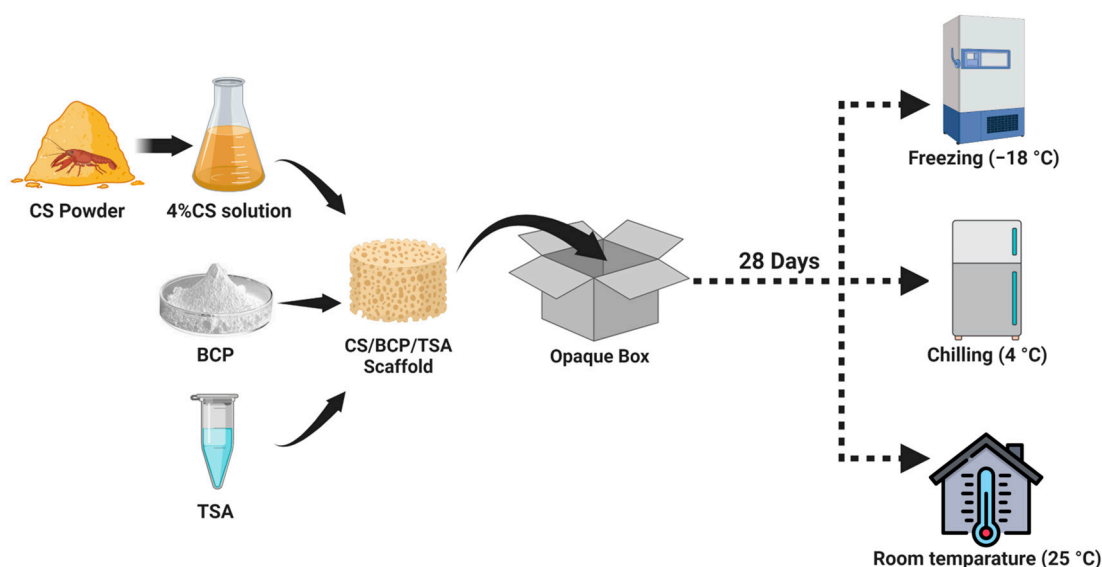 CS Powder
4%CS solution
BCP
TSA
CS/BCP/TSA
Scaffold
Opaque Box
28 Days
Freezing (−18 °C)
Chilling (4 °C)
Room temparature (25 °C)